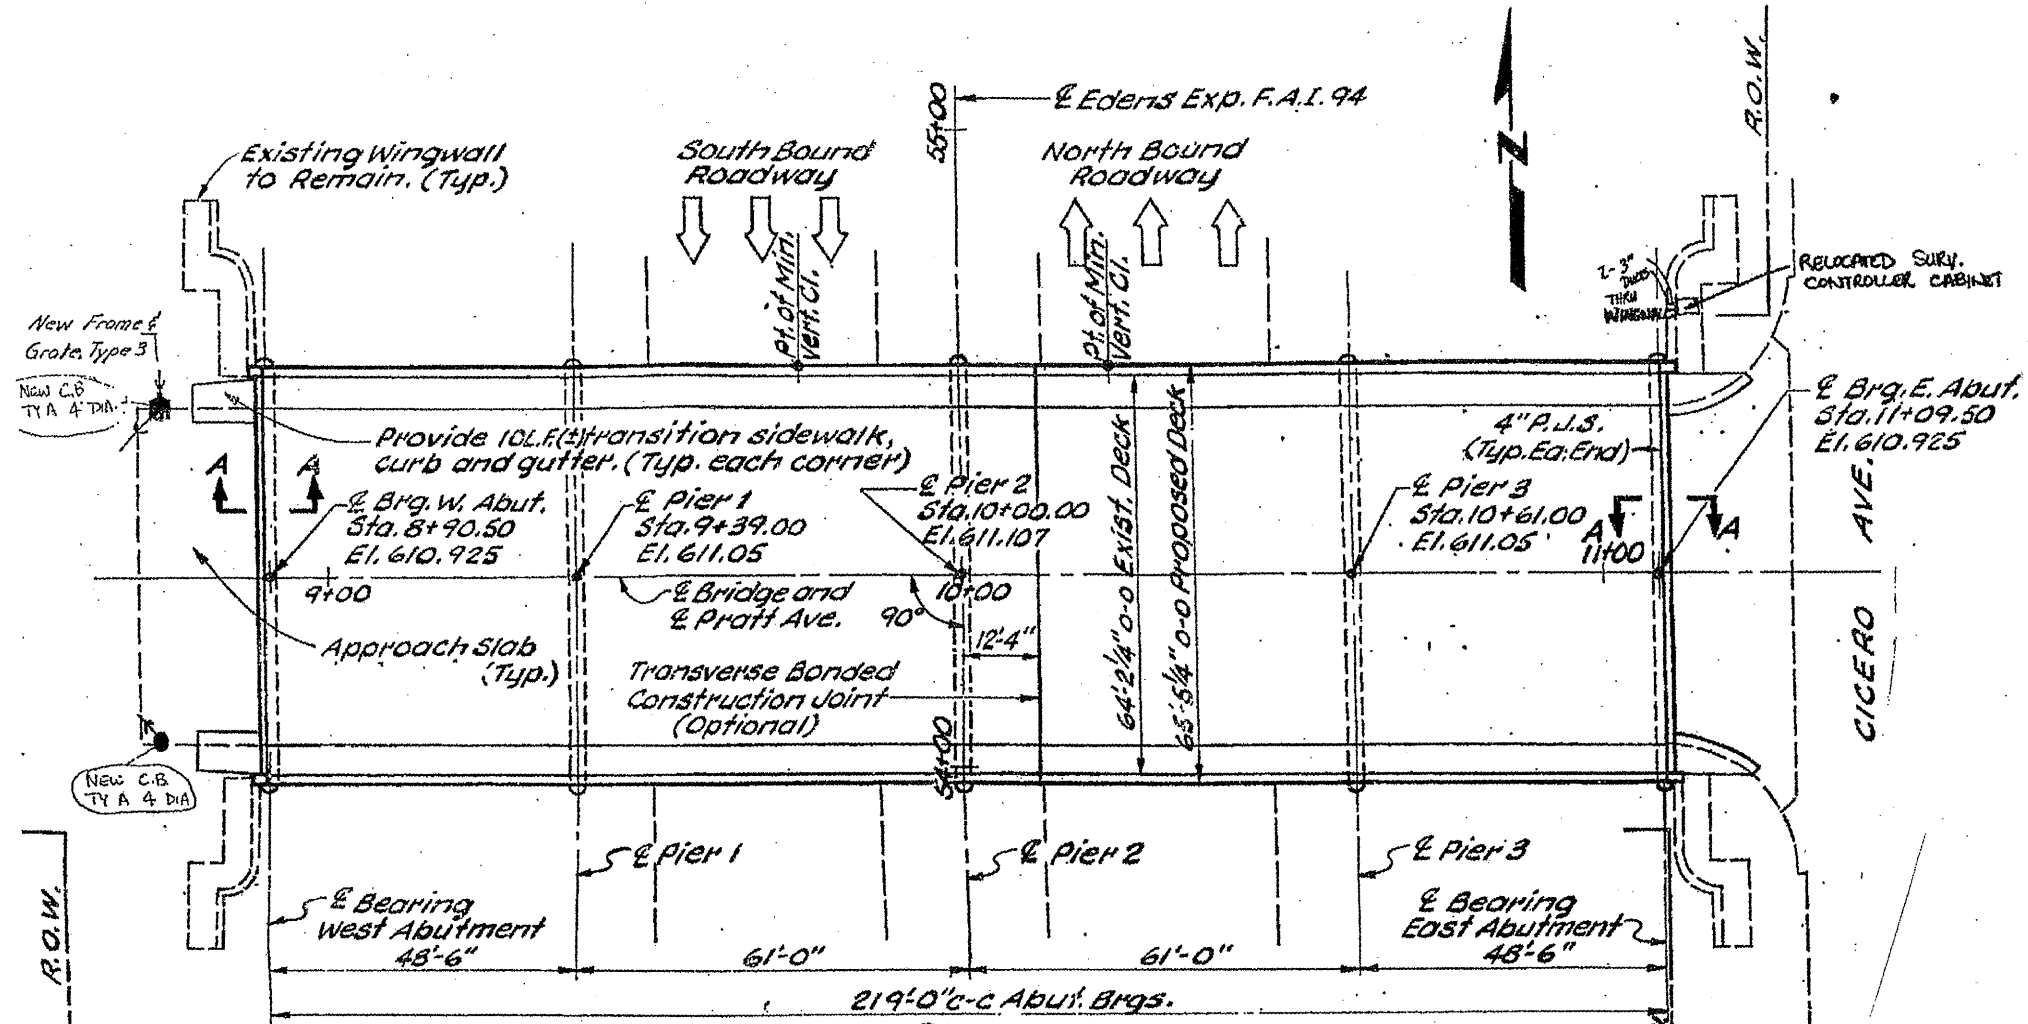 ℄ Edens Exp. F.A.I. 94
55+00
R.O.W.
Existing Wingwall
to Remain. (Typ.)
South Bound
Roadway
North Bound
Roadway
N
Pt. of Min.
Vert. Cl.
Pt. of Min.
Vert. Cl.
2-3"
DUCTS
THRU
RELOCATED SURV.
CONTROLLER CABINET
New Frame &
Grate, Type 3
NEW C.B
TY A 4' DIA.
Provide 10 L.F.(±) transition sidewalk,
curb and gutter. (Typ. each corner)
4" P.J.S.
(Typ. Ea. End)
℄ Brg. E. Abut.
Sta. 11+09.50
El. 610.925
A
A
℄ Brg. W. Abut.
Sta. 8+90.50
El. 610.925
℄ Pier 1
Sta. 9+39.00
El. 611.05
℄ Pier 2
Sta. 10+00.00
El. 611.107
℄ Pier 3
Sta. 10+61.00
El. 611.05
A
A
64'-2 1/4" o-o Exist. Deck
o-o Proposed Deck
9+00
10+00
11+00
℄ Bridge and
℄ Pratt Ave.
90°
12'-4"
Approach Slab
(Typ.)
Transverse Bonded
Construction Joint
(Optional)
54+00
CICERO AVE.
NEW C.B
TY A 4 DIA
℄ Pier 1
℄ Pier 2
℄ Pier 3
R.O.W.
℄ Bearing
West Abutment
℄ Bearing
East Abutment
48'-6"
61'-0"
61'-0"
48'-6"
219'-0" c-c Abut. Brgs.